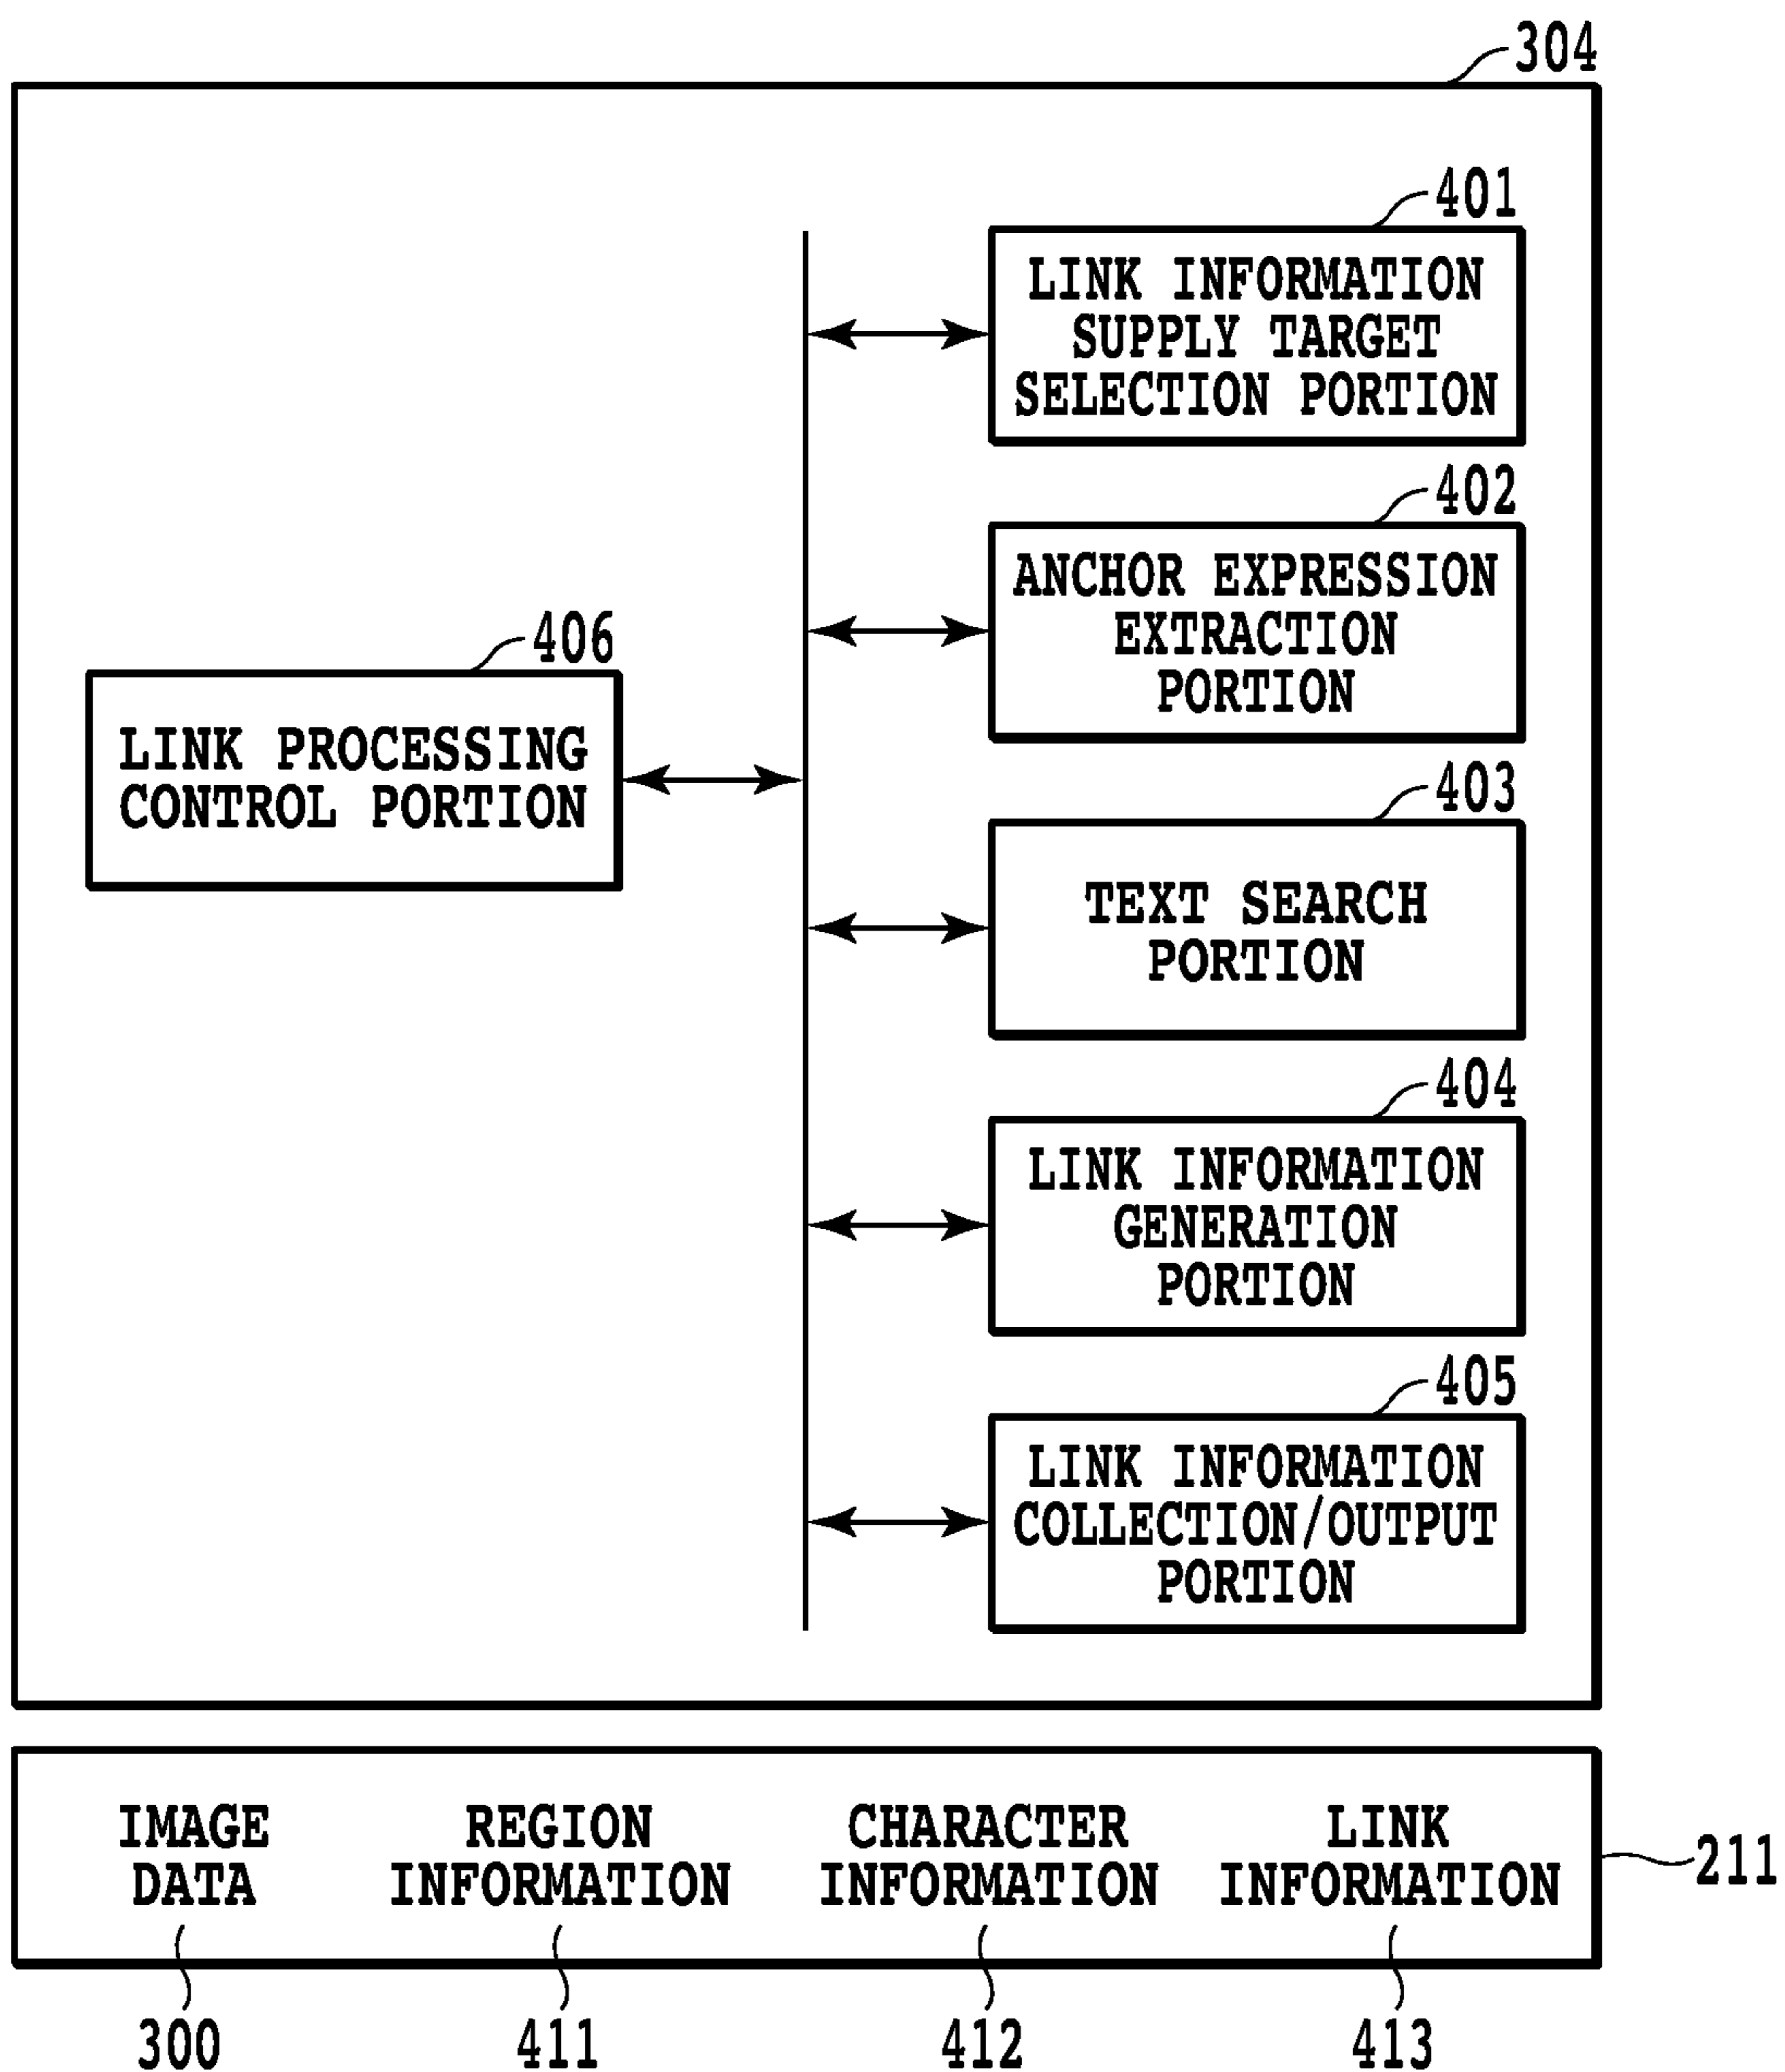 304
401
LINK INFORMATION
SUPPLY TARGET
SELECTION PORTION
402
ANCHOR EXPRESSION
EXTRACTION
PORTION
406
LINK PROCESSING
CONTROL PORTION
403
TEXT SEARCH
PORTION
404
LINK INFORMATION
GENERATION
PORTION
405
LINK INFORMATION
COLLECTION/OUTPUT
PORTION
IMAGE
DATA
REGION
INFORMATION
CHARACTER
INFORMATION
LINK
INFORMATION
211
300
411
412
413